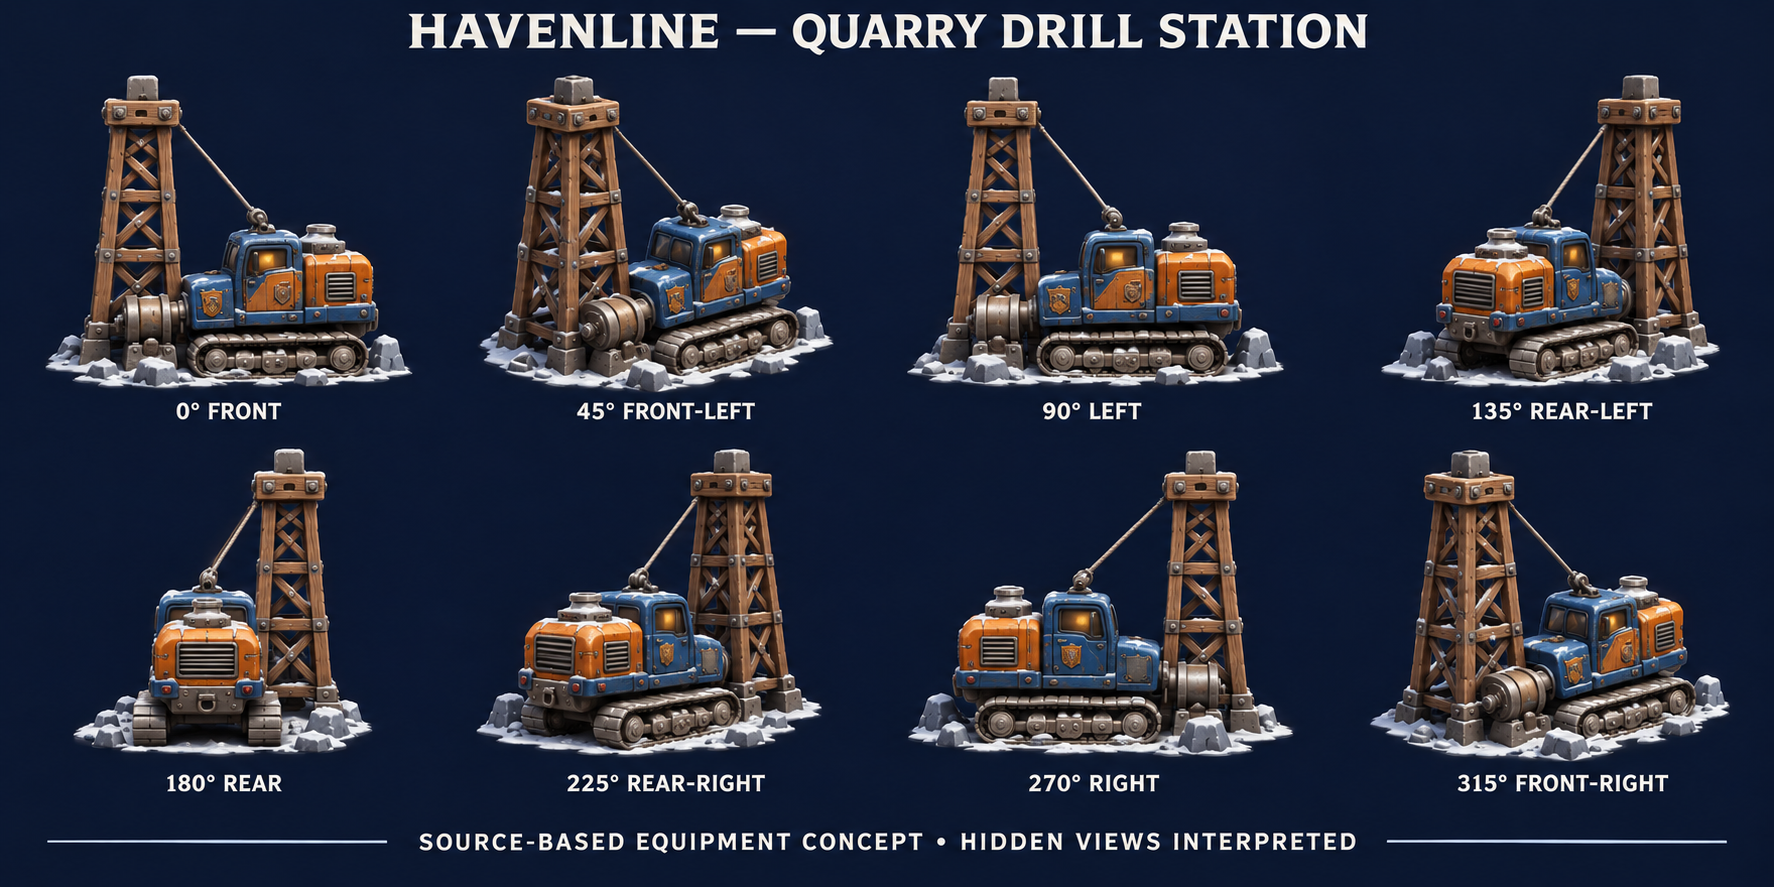 HAVENLINE — QUARRY DRILL STATION
0° FRONT
45° FRONT-LEFT
90° LEFT
135° REAR-LEFT
180° REAR
225° REAR-RIGHT
270° RIGHT
315° FRONT-RIGHT
SOURCE-BASED EQUIPMENT CONCEPT • HIDDEN VIEWS INTERPRETED